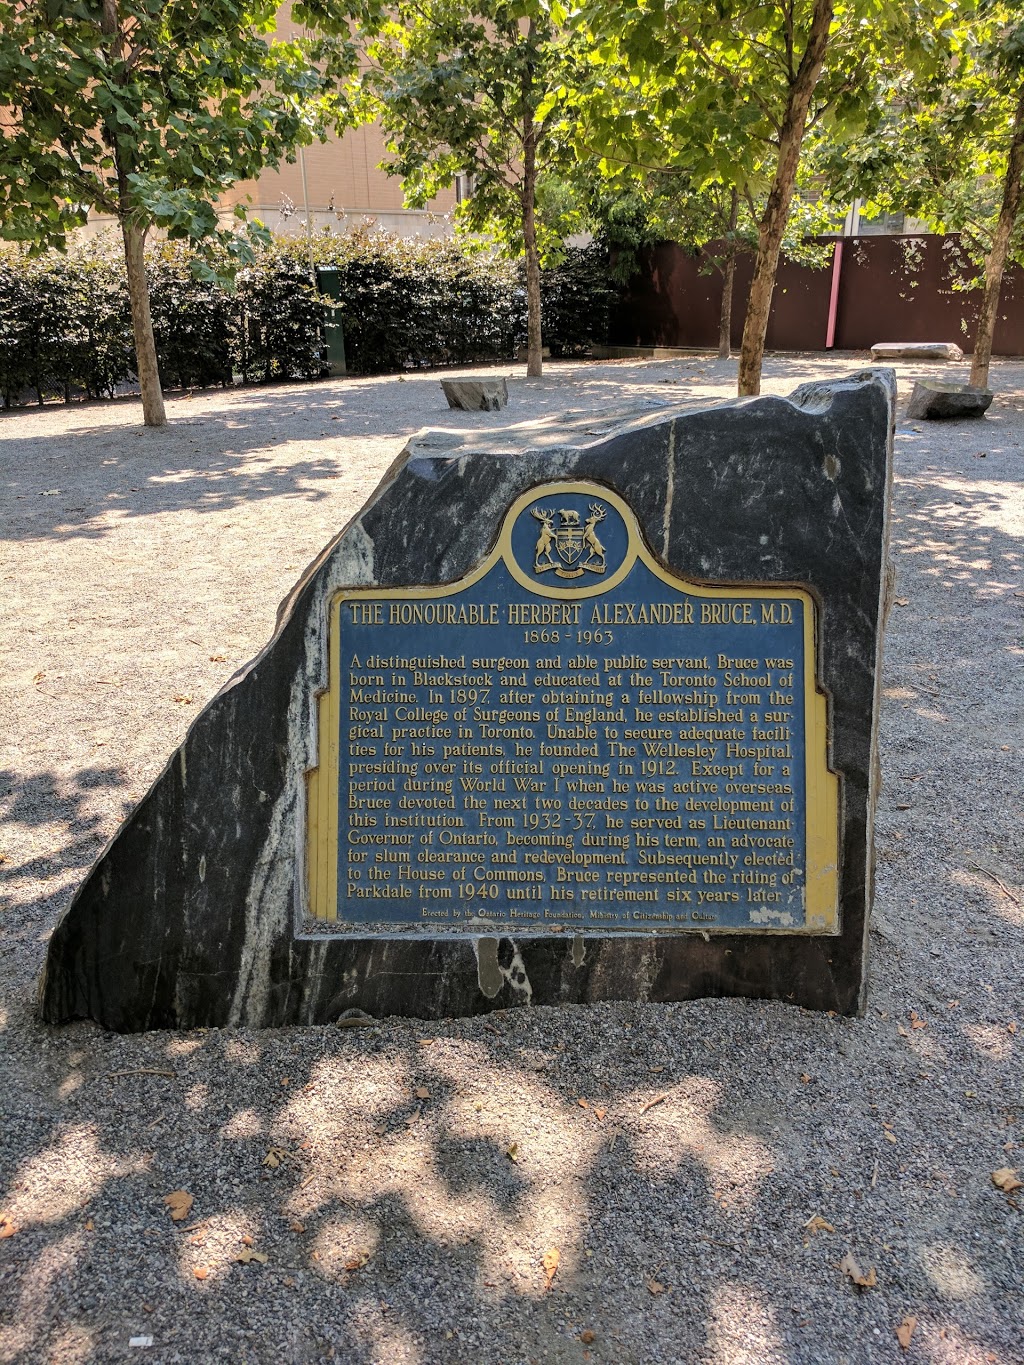 THE HONOURABLE HERBERT ALEXANDER BRUCE, M.D.
1868 - 1963
A distinguished surgeon and able public servant, Bruce was
born in Blackstock and educated at the Toronto School of
Medicine. In 1897, after obtaining a fellowship from the
Royal College of Surgeons of England, he established a sur-
gical practice in Toronto. Unable to secure adequate facili-
ties for his patients, he founded The Wellesley Hospital,
presiding over its official opening in 1912. Except for a
period during World War I when he was active overseas,
Bruce devoted the next two decades to the development of
this institution. From 1932-37, he served as Lieutenant-
Governor of Ontario, becoming, during his term, an advocate
for slum clearance and redevelopment. Subsequently elected
to the House of Commons, Bruce represented the riding of
Parkdale from 1940 until his retirement six years later.
Erected by the Ontario Heritage Foundation, Ministry of Citizenship and Culture